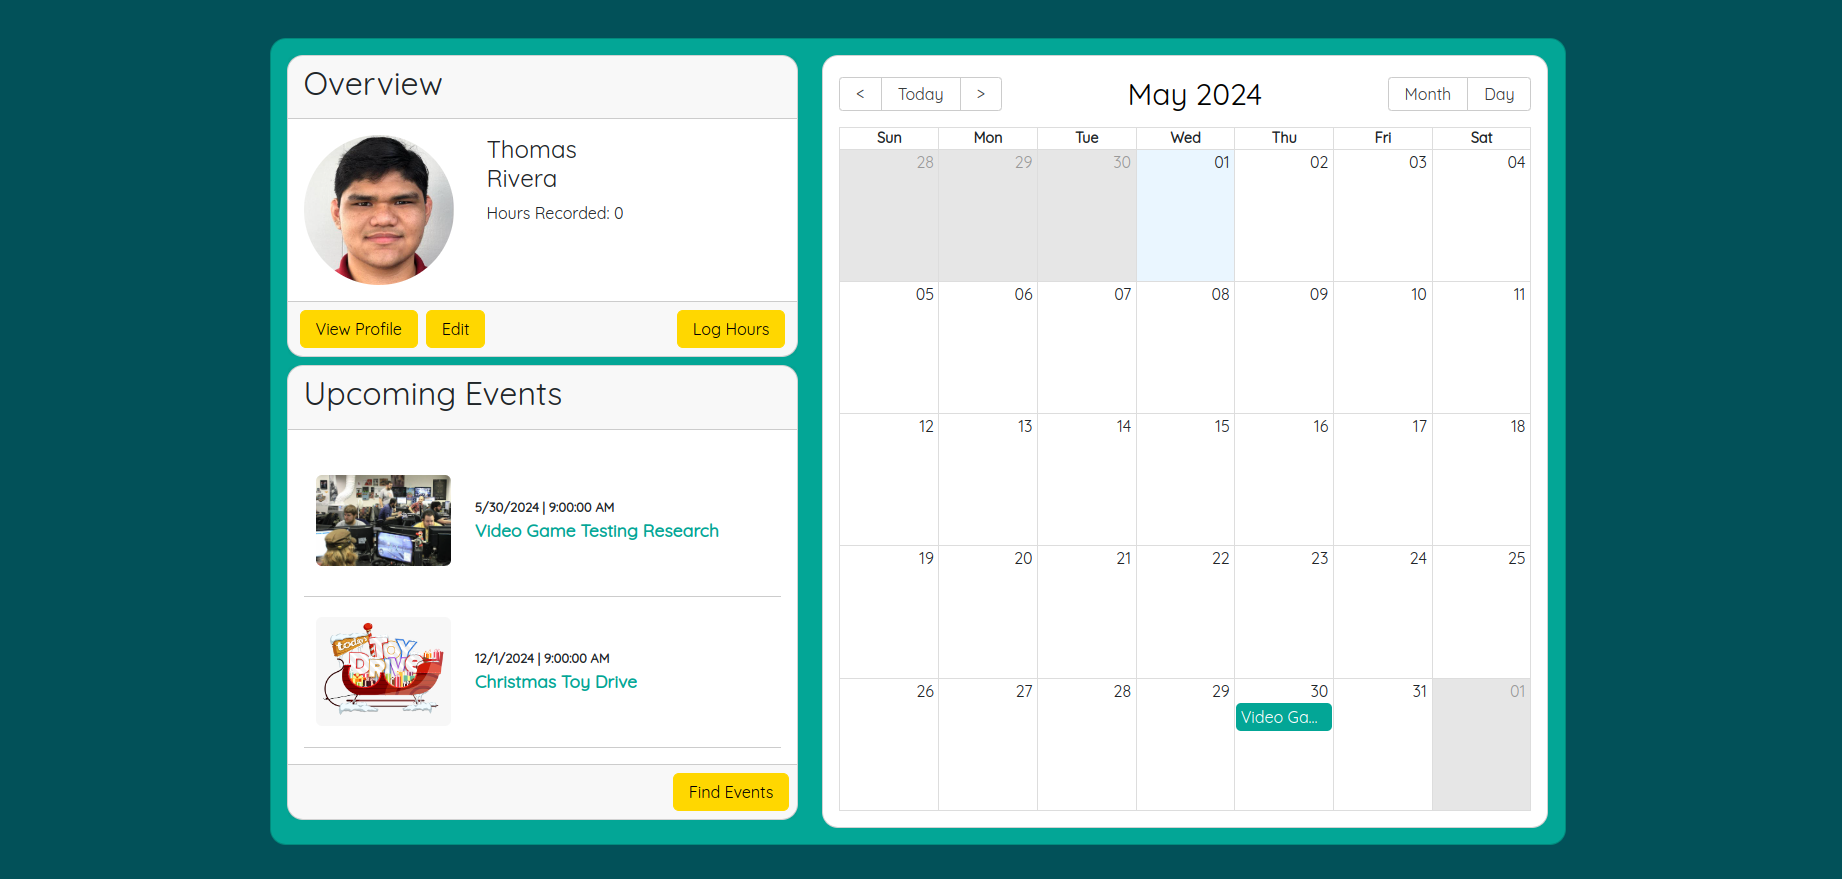 Overview
Thomas
Rivera
Hours Recorded: 0
View Profile
Edit
Log Hours
Upcoming Events
5/30/2024 | 9:00:00 AM
Video Game Testing Research
today
TOY
DRIVE
12/1/2024 | 9:00:00 AM
Christmas Toy Drive
Find Events
< Today >
May 2024
Month Day
Sun Mon Tue Wed Thu Fri Sat
28 29 30 01 02 03 04
05 06 07 08 09 10 11
12 13 14 15 16 17 18
19 20 21 22 23 24 25
26 27 28 29 30 31 01
Video Ga...